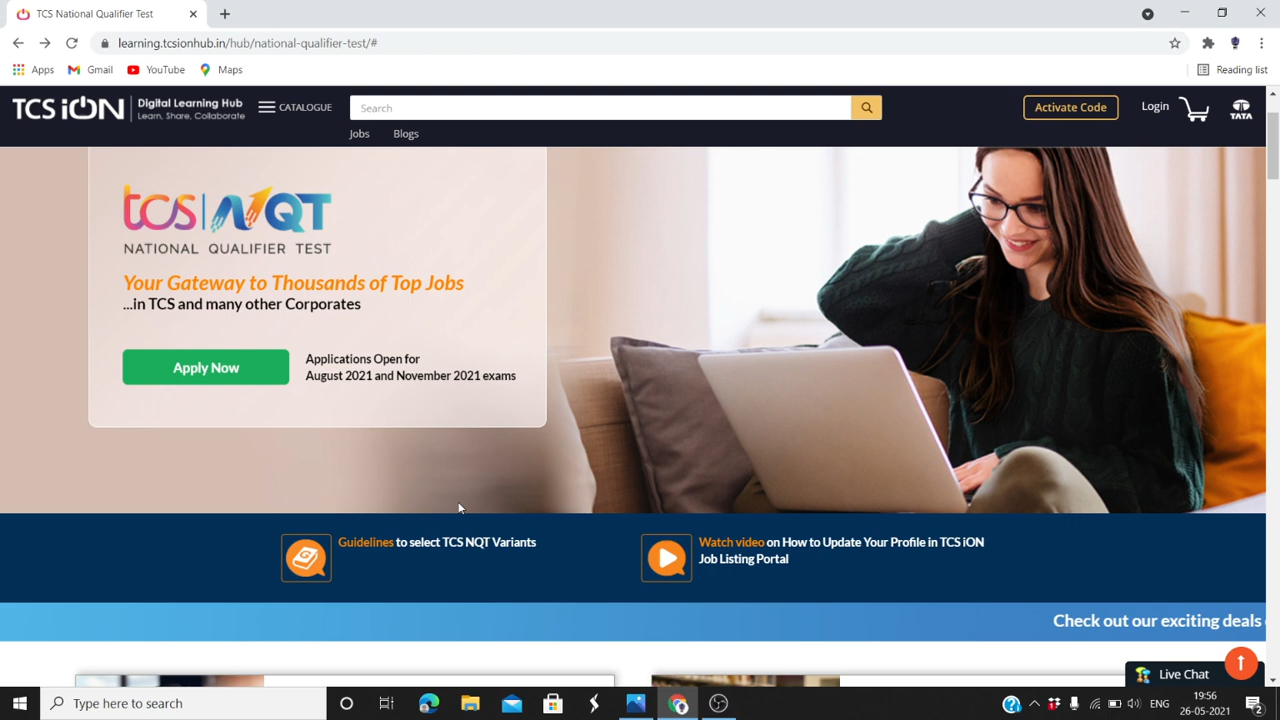 TCS National Qualifier Test
learning.tcsionhub.in/hub/national-qualifier-test/#
Apps
Gmail
YouTube
Maps
Reading list
TCS iON
Digital Learning Hub
Learn, Share, Collaborate
CATALOGUE
Search
Activate Code
Login
TATA
Jobs
Blogs
tcs NQT
NATIONAL QUALIFIER TEST
Your Gateway to Thousands of Top Jobs
...in TCS and many other Corporates
Apply Now
Applications Open for
August 2021 and November 2021 exams
Guidelines to select TCS NQT Variants
Watch video on How to Update Your Profile in TCS iON
Job Listing Portal
Check out our exciting deals
Live Chat
Type here to search
ENG
19:56
26-05-2021
2